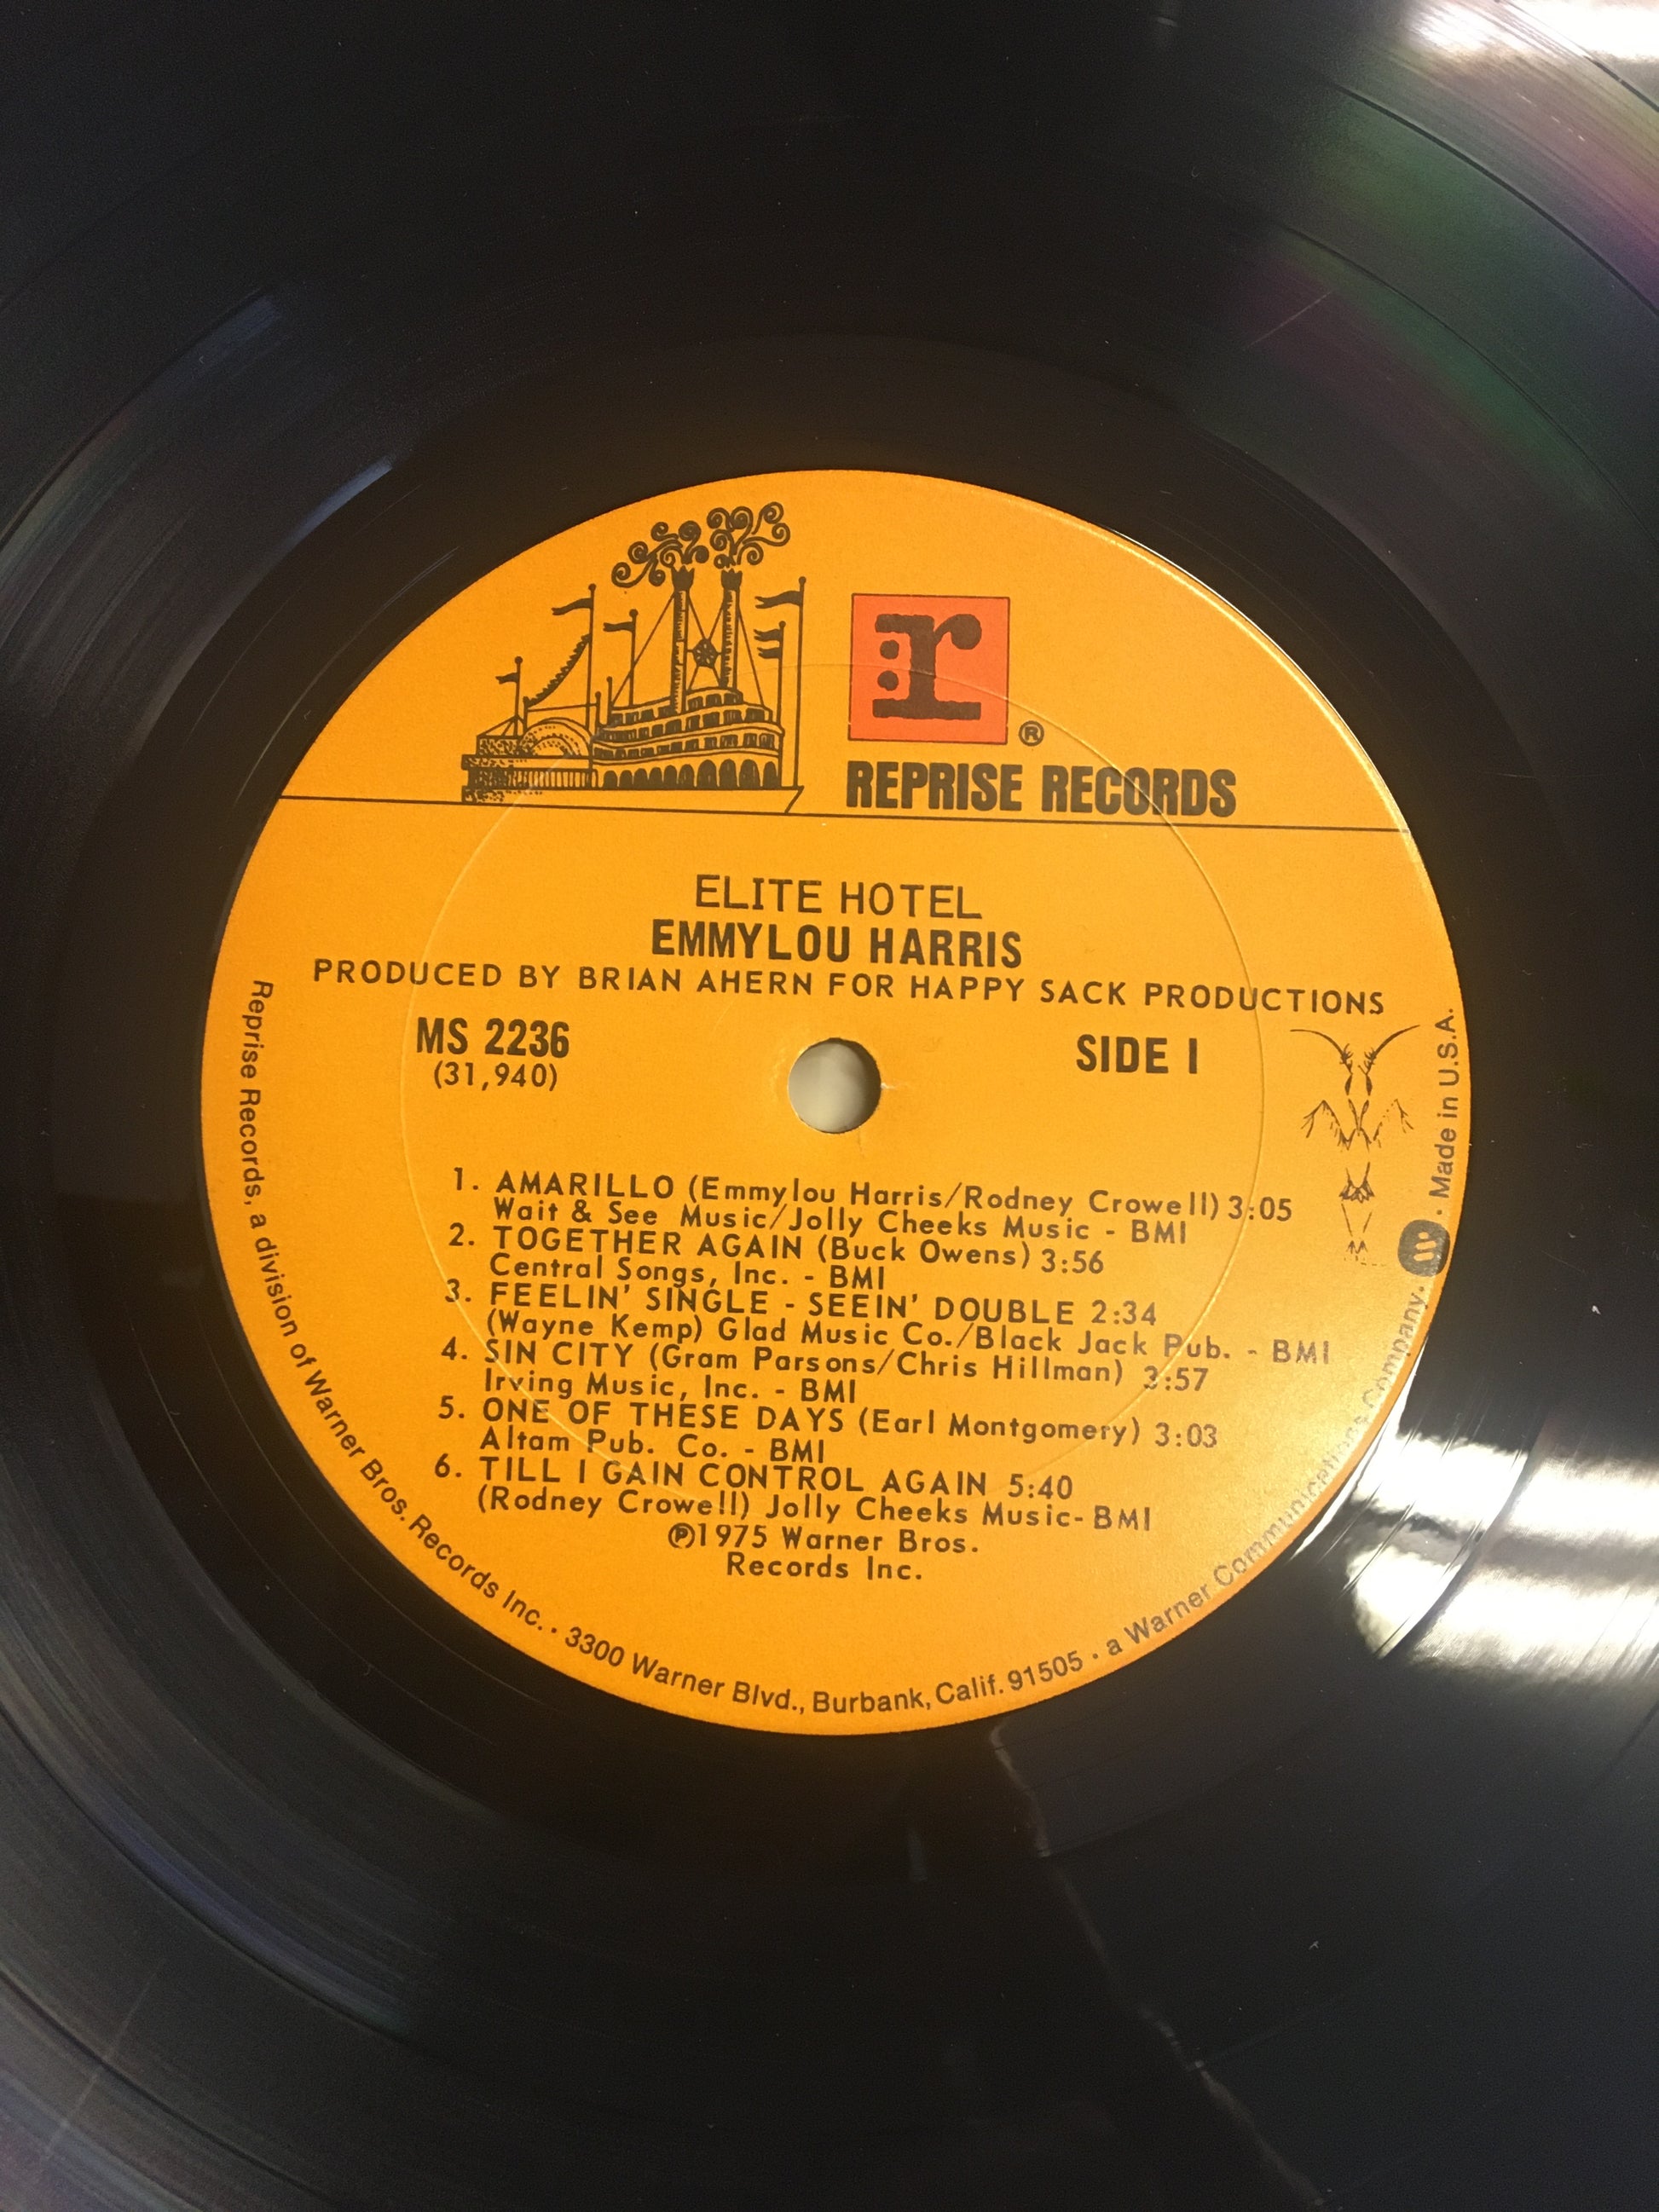 r
®
REPRISE RECORDS
ELITE HOTEL
EMMYLOU HARRIS
PRODUCED BY BRIAN AHERN FOR HAPPY SACK PRODUCTIONS
MS 2236
(31,940)
SIDE 1
1. AMARILLO (Emmylou Harris/Rodney Crowell) 3:05
Wait & See Music/Jolly Cheeks Music - BMI
2. TOGETHER AGAIN (Buck Owens) 3:56
Central Songs, Inc. - BMI
3. FEELIN' SINGLE - SEEIN' DOUBLE 2:34
(Wayne Kemp) Glad Music Co./Black Jack Pub. - BMI
4. SIN CITY (Gram Parsons/Chris Hillman) 3:57
Irving Music, Inc. - BMI
5. ONE OF THESE DAYS (Earl Montgomery) 3:03
Altam Pub. Co. - BMI
6. TILL I GAIN CONTROL AGAIN 5:40
(Rodney Crowell) Jolly Cheeks Music-BMI
℗1975 Warner Bros.
Records Inc.
Reprise Records, a division of Warner Bros. Records Inc. · 3300 Warner Blvd., Burbank, Calif. 91505 · a Warner Communications Company. · Made in U.S.A.